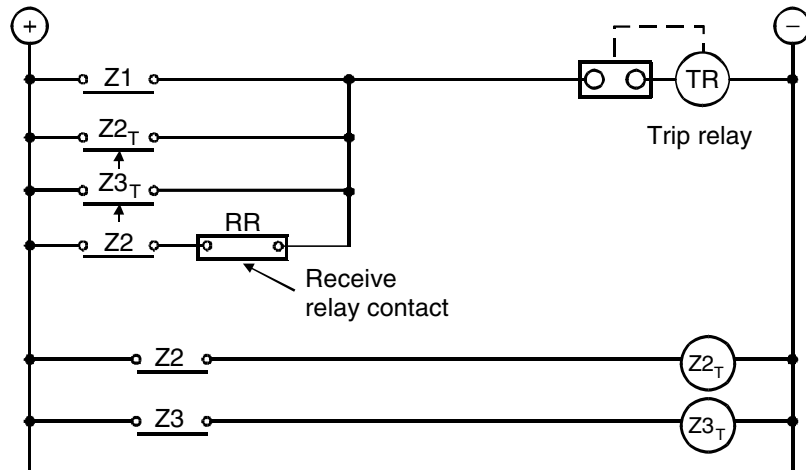 + −
Z1
TR
Z2T
Trip relay
Z3T
Z2
RR
Receive
relay contact
Z2
Z2T
Z3
Z3T